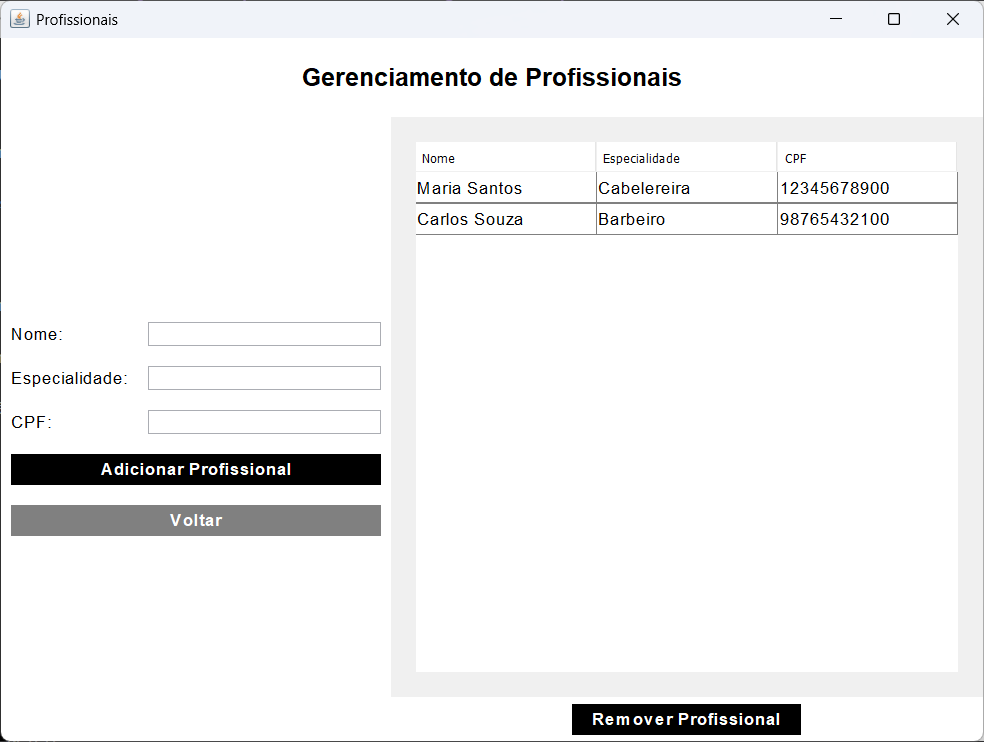 Profissionais
Gerenciamento de Profissionais
Nome Especialidade CPF
Maria Santos Cabelereira 12345678900
Carlos Souza Barbeiro 98765432100
Nome:
Especialidade:
CPF:
Adicionar Profissional
Voltar
Remover Profissional